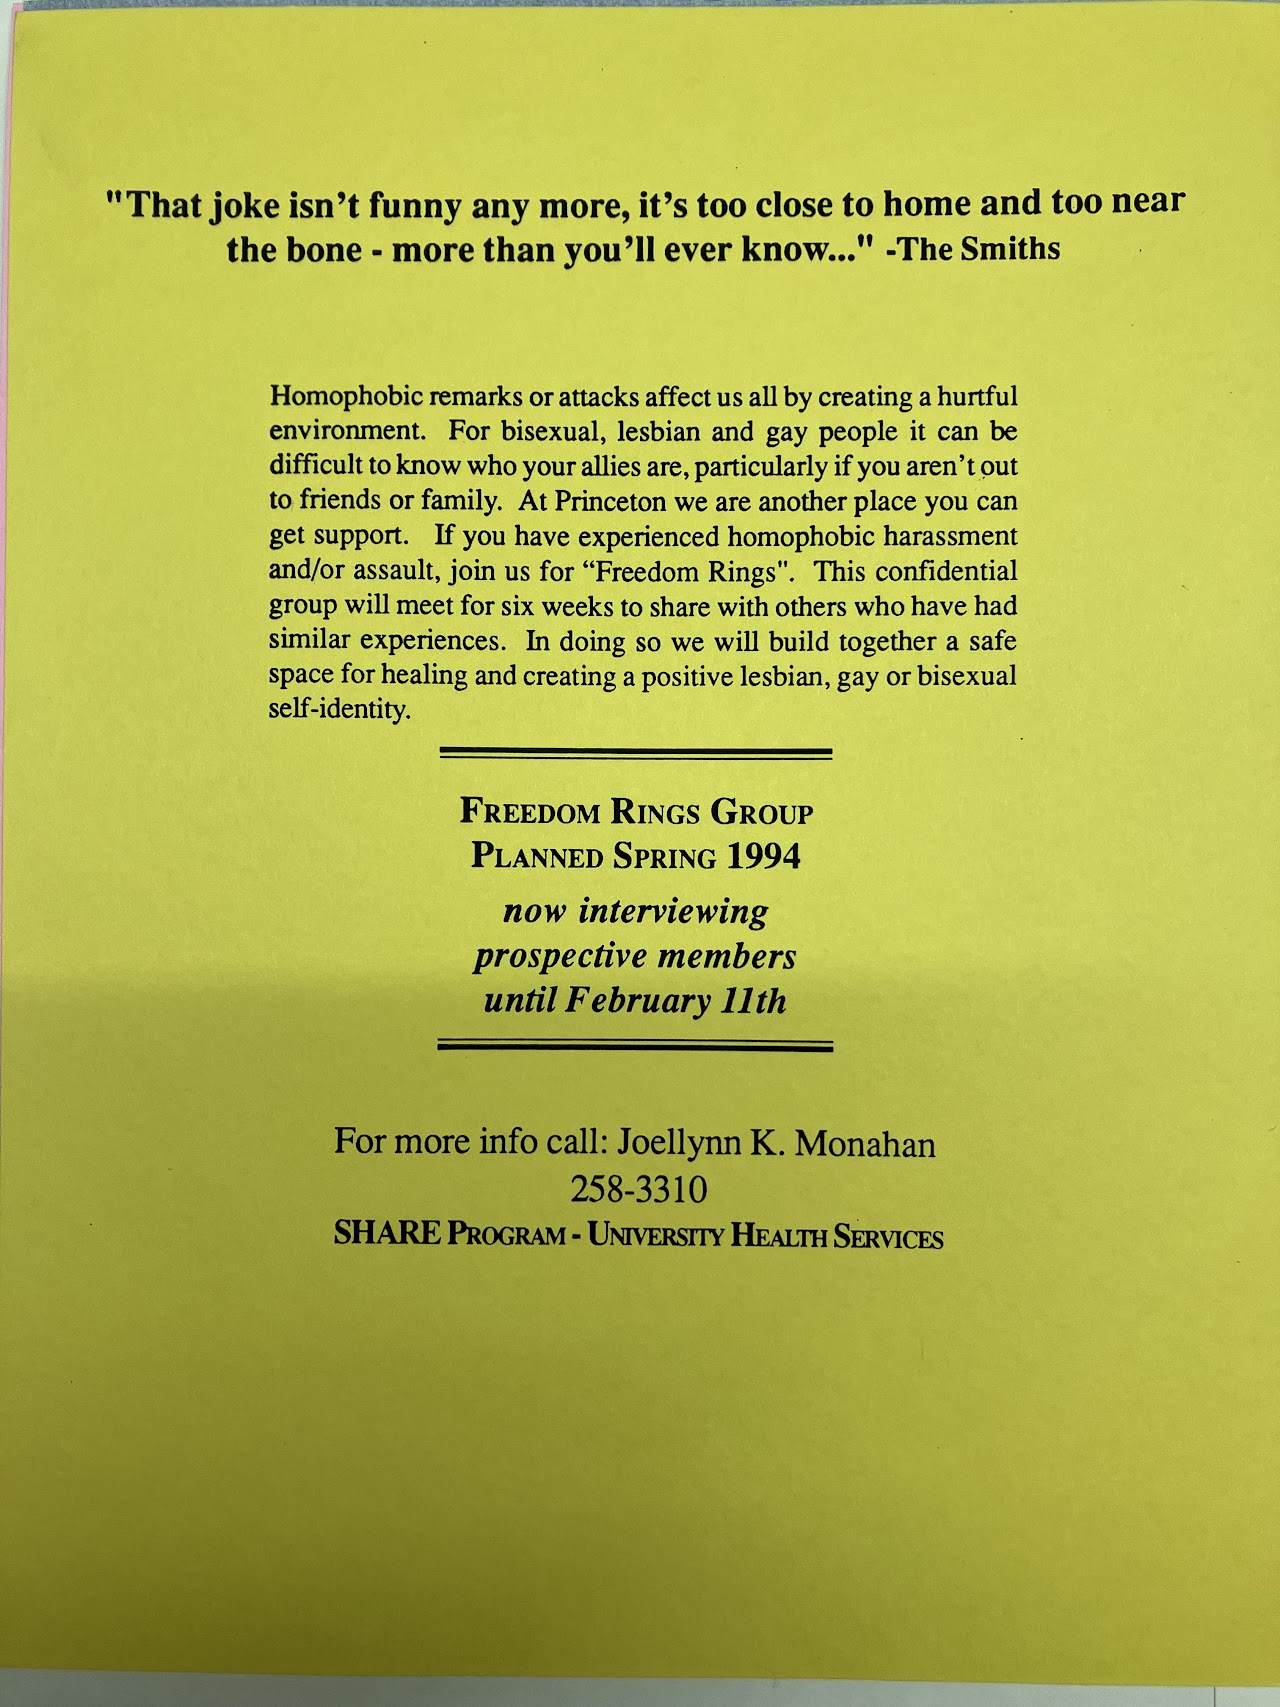 "That joke isn't funny any more, it's too close to home and too near
the bone - more than you'll ever know..." -The Smiths
Homophobic remarks or attacks affect us all by creating a hurtful
environment. For bisexual, lesbian and gay people it can be
difficult to know who your allies are, particularly if you aren't out
to friends or family. At Princeton we are another place you can
get support. If you have experienced homophobic harassment
and/or assault, join us for “Freedom Rings". This confidential
group will meet for six weeks to share with others who have had
similar experiences. In doing so we will build together a safe
space for healing and creating a positive lesbian, gay or bisexual
self-identity.
FREEDOM RINGS GROUP
PLANNED SPRING 1994
now interviewing
prospective members
until February 11th
For more info call: Joellynn K. Monahan
258-3310
SHARE PROGRAM - UNIVERSITY HEALTH SERVICES